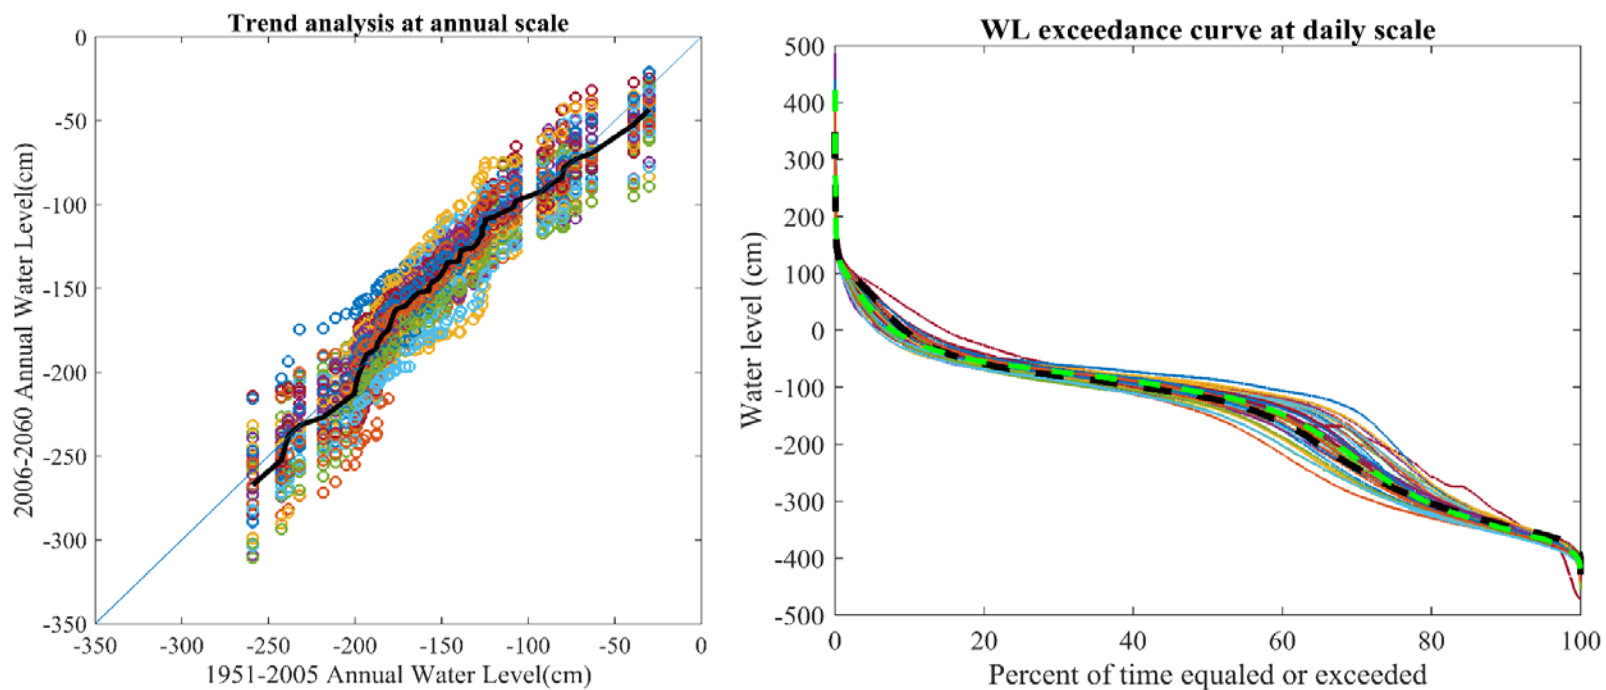 Trend analysis at annual scale
2006-2060 Annual Water Level(cm)
0
-50
-100
-150
-200
-250
-300
-350
-350 -300 -250 -200 -150 -100 -50 0
1951-2005 Annual Water Level(cm)
WL exceedance curve at daily scale
Water level (cm)
500
400
300
200
100
0
-100
-200
-300
-400
-500
0 20 40 60 80 100
Percent of time equaled or exceeded